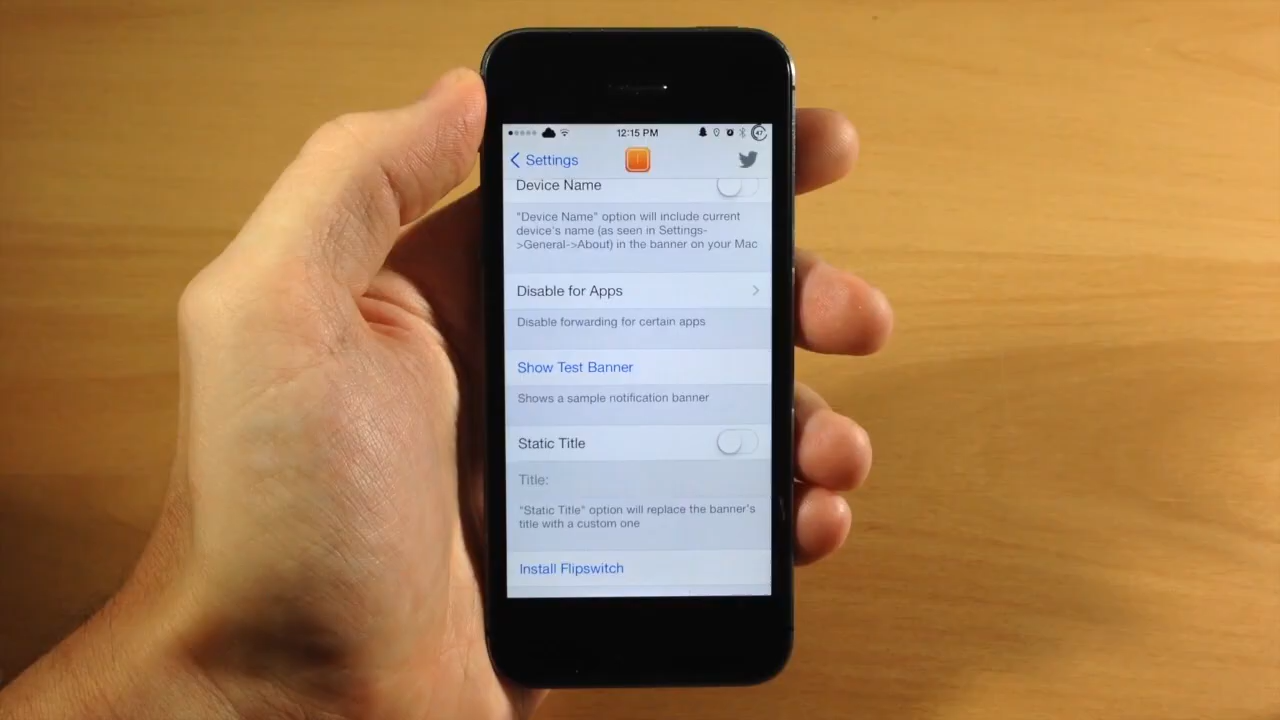 12:15 PM
47
Settings
Device Name
"Device Name" option will include current
device's name (as seen in Settings-
>General->About) in the banner on your Mac
Disable for Apps
Disable forwarding for certain apps
Show Test Banner
Shows a sample notification banner
Static Title
Title:
"Static Title" option will replace the banner's
title with a custom one
Install Flipswitch